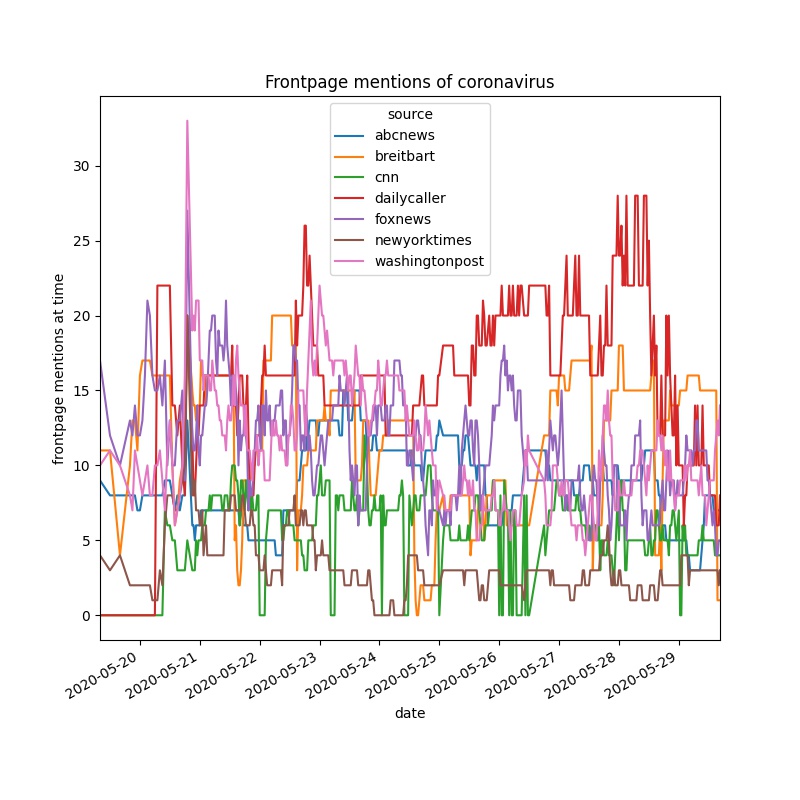 Frontpage mentions of coronavirus
source
abcnews
breitbart
cnn
dailycaller
foxnews
newyorktimes
washingtonpost
frontpage mentions at time
30
25
20
15
10
5
0
2020-05-20
2020-05-21
2020-05-22
2020-05-23
2020-05-24
2020-05-25
2020-05-26
2020-05-27
2020-05-28
2020-05-29
date